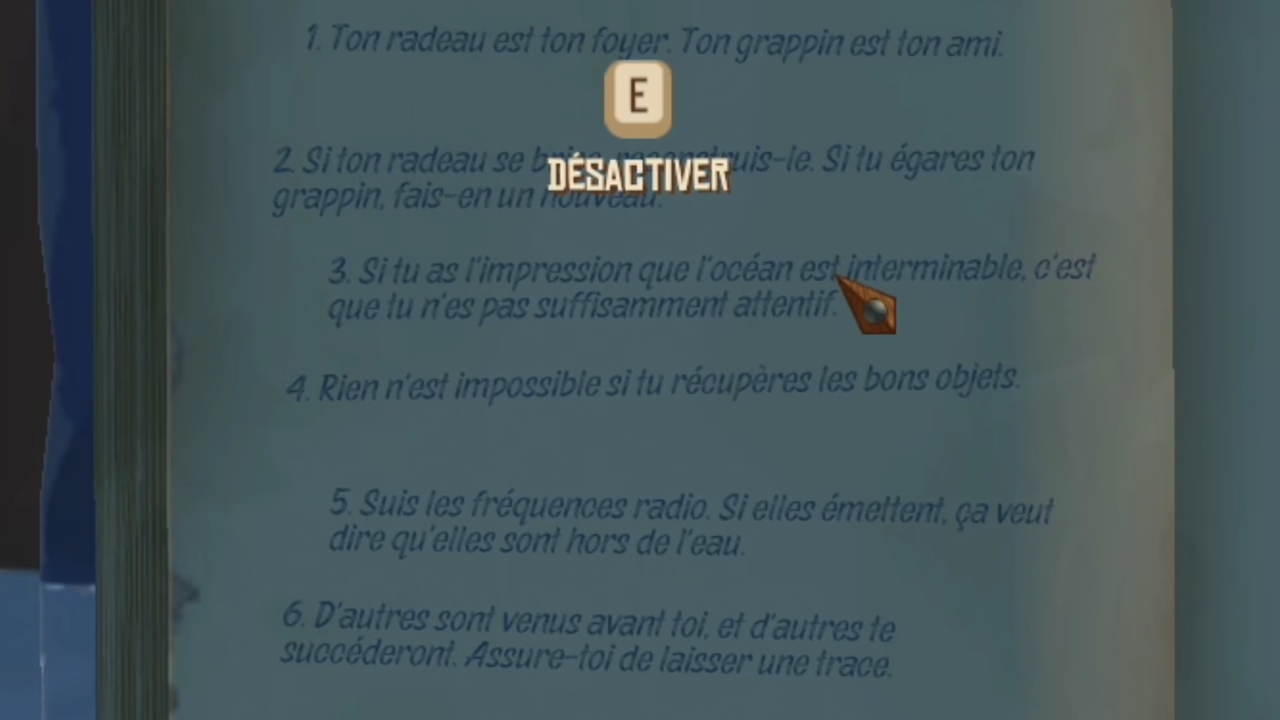 1. Ton radeau est ton foyer. Ton grappin est ton ami.
E
2. Si ton radeau se brise, reconstruis-le. Si tu égares ton
DÉSACTIVER
grappin, fais-en un nouveau.
3. Si tu as l'impression que l'océan est interminable, c'est
que tu n'es pas suffisamment attentif.
4. Rien n'est impossible si tu récupères les bons objets.
5. Suis les fréquences radio. Si elles émettent, ça veut
dire qu'elles sont hors de l'eau.
6. D'autres sont venus avant toi, et d'autres te
succéderont. Assure-toi de laisser une trace.